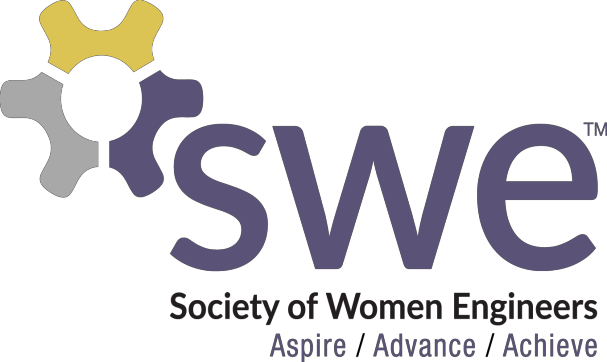 swe™
Society of Women Engineers
Aspire / Advance / Achieve